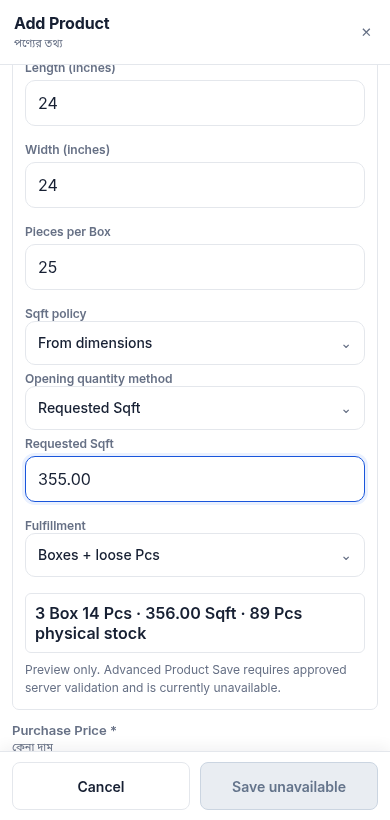 Add Product
পণ্যের তথ্য
×
Length (inches)
24
Width (inches)
24
Pieces per Box
25
Sqft policy
From dimensions
Opening quantity method
Requested Sqft
Requested Sqft
355.00
Fulfillment
Boxes + loose Pcs
3 Box 14 Pcs · 356.00 Sqft · 89 Pcs
physical stock
Preview only. Advanced Product Save requires approved
server validation and is currently unavailable.
Purchase Price *
কেনা দাম
Cancel
Save unavailable